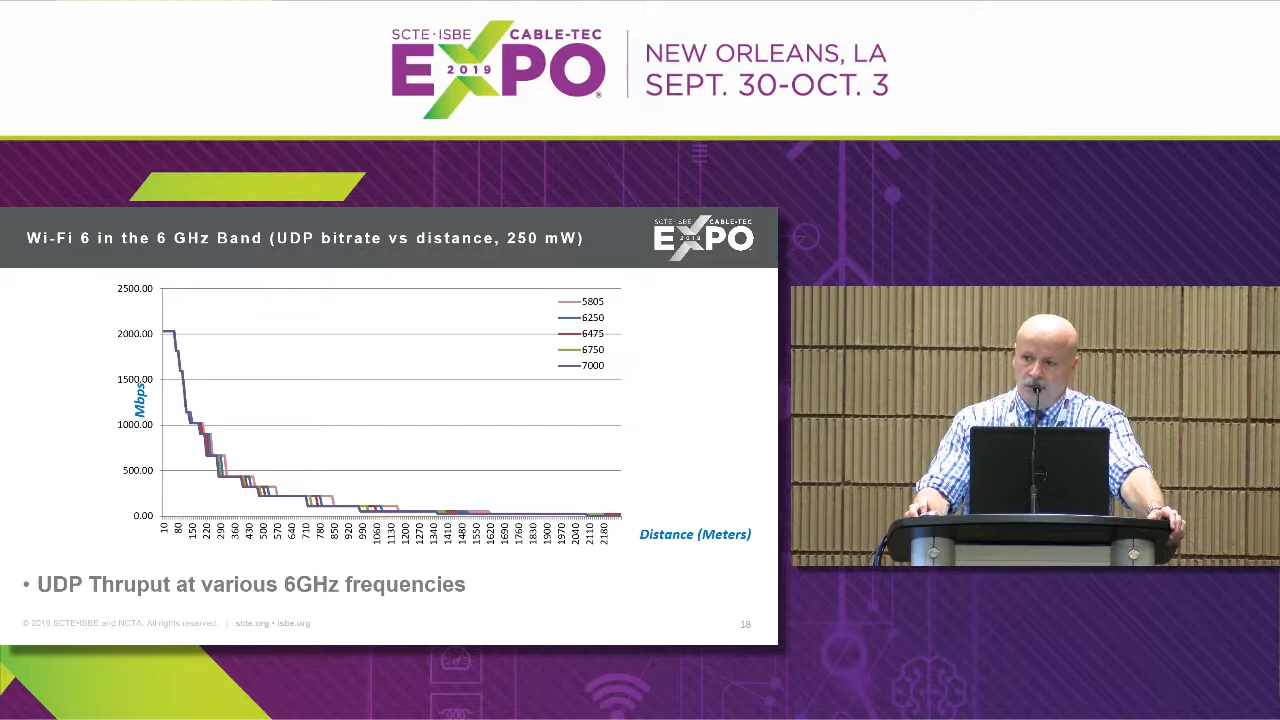 SCTE•ISBE CABLE-TEC
EXPO
2019
NEW ORLEANS, LA
SEPT. 30-OCT. 3
Wi-Fi 6 in the 6 GHz Band (UDP bitrate vs distance, 250 mW)
SCTE•ISBE CABLE-TEC
EXPO
2019
2500.00
2000.00
1500.00
1000.00
500.00
0.00
Mbps
5805
6250
6475
6750
7000
10 80 150 220 290 360 430 500 570 640 710 780 850 920 990 1060 1130 1200 1270 1340 1410 1480 1550 1620 1690 1760 1830 1900 1970 2040 2110 2180
Distance (Meters)
• UDP Thruput at various 6GHz frequencies
© 2019 SCTE•ISBE and NCTA. All rights reserved. | scte.org • isbe.org
18